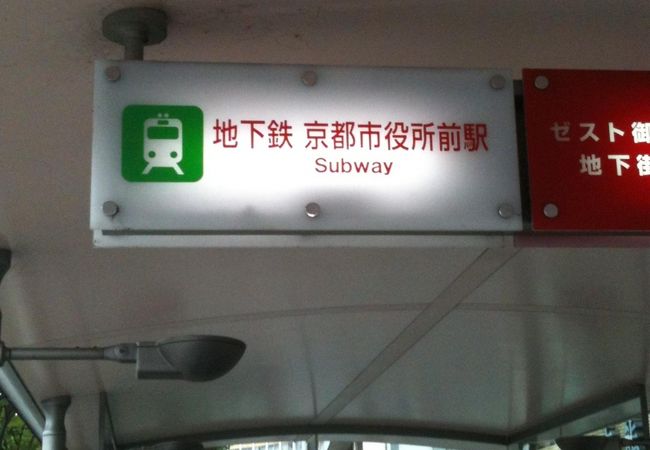 地下鉄 京都市役所前駅
Subway
ゼスト御
地下街